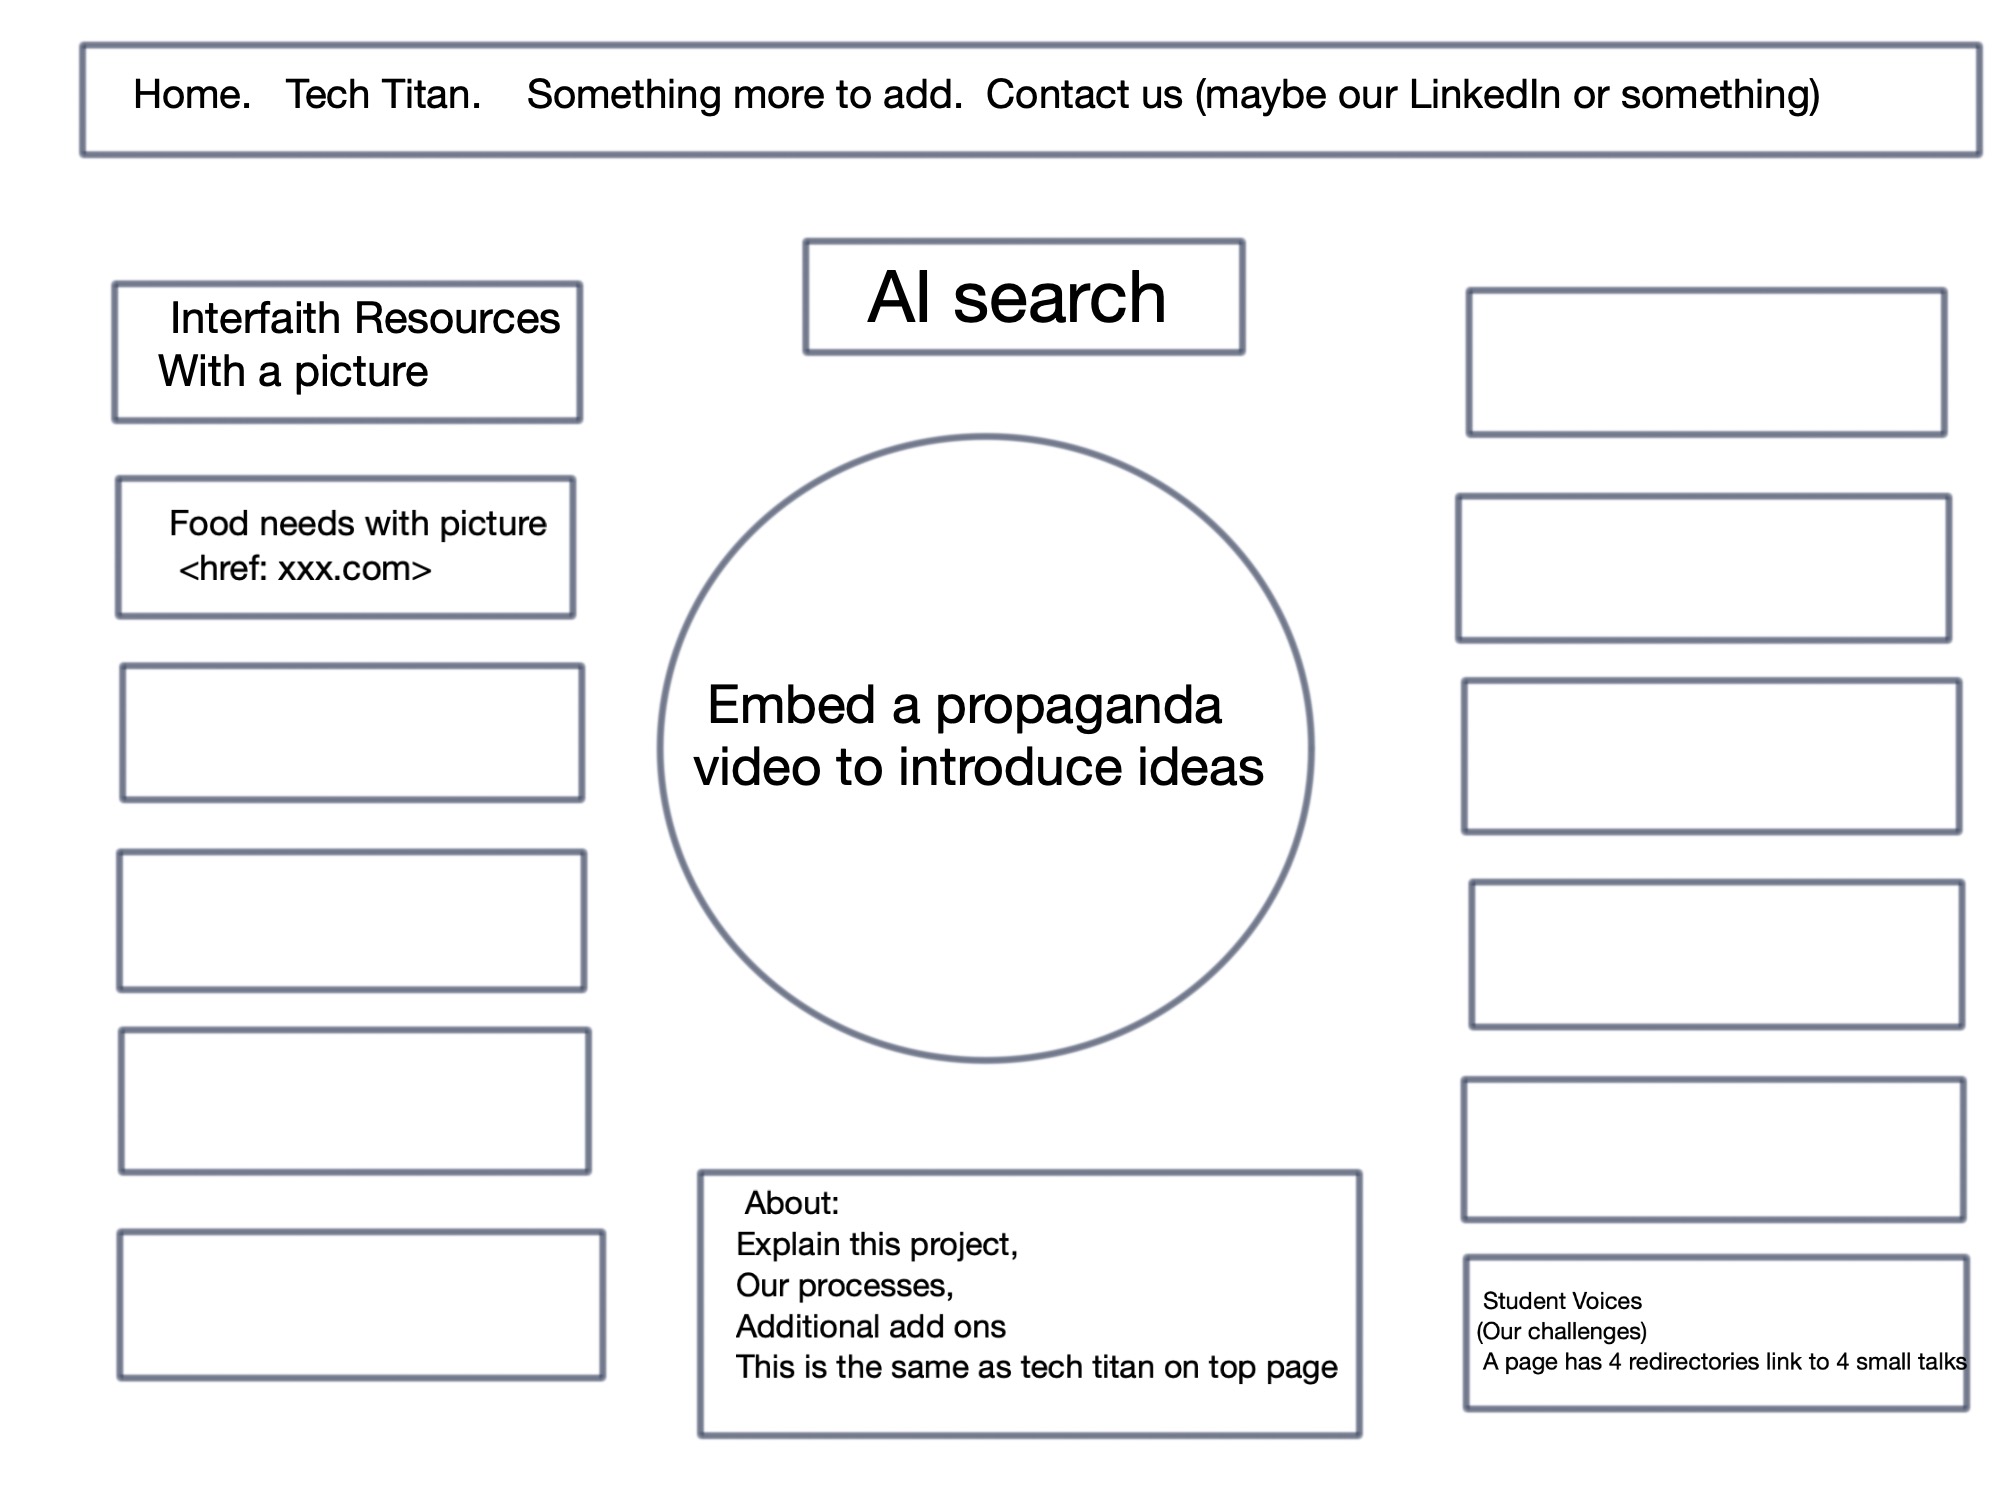 Home. Tech Titan. Something more to add. Contact us (maybe our LinkedIn or something)
AI search
Interfaith Resources
With a picture
Food needs with picture
<href: xxx.com>
Embed a propaganda
video to introduce ideas
About:
Explain this project,
Our processes,
Additional add ons
This is the same as tech titan on top page
Student Voices
(Our challenges)
A page has 4 redirectories link to 4 small talks